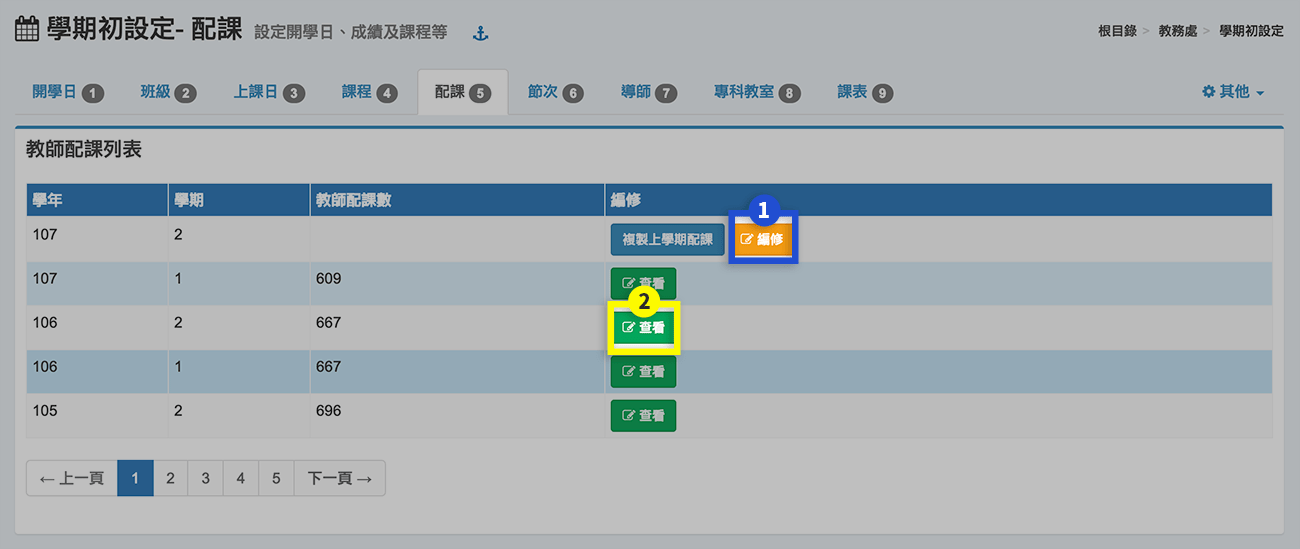 學期初設定- 配課 設定開學日、成績及課程等
根目錄 > 教務處 > 學期初設定
開學日 1 班級 2 上課日 3 課程 4 配課 5 節次 6 導師 7 專科教室 8 課表 9 其他
教師配課列表
學年 學期 教師配課數 編修
1
107 2 複製上學期配課 編修
107 1 609 查看
2
106 2 667 查看
106 1 667 查看
105 2 696 查看
← 上一頁 1 2 3 4 5 下一頁 →